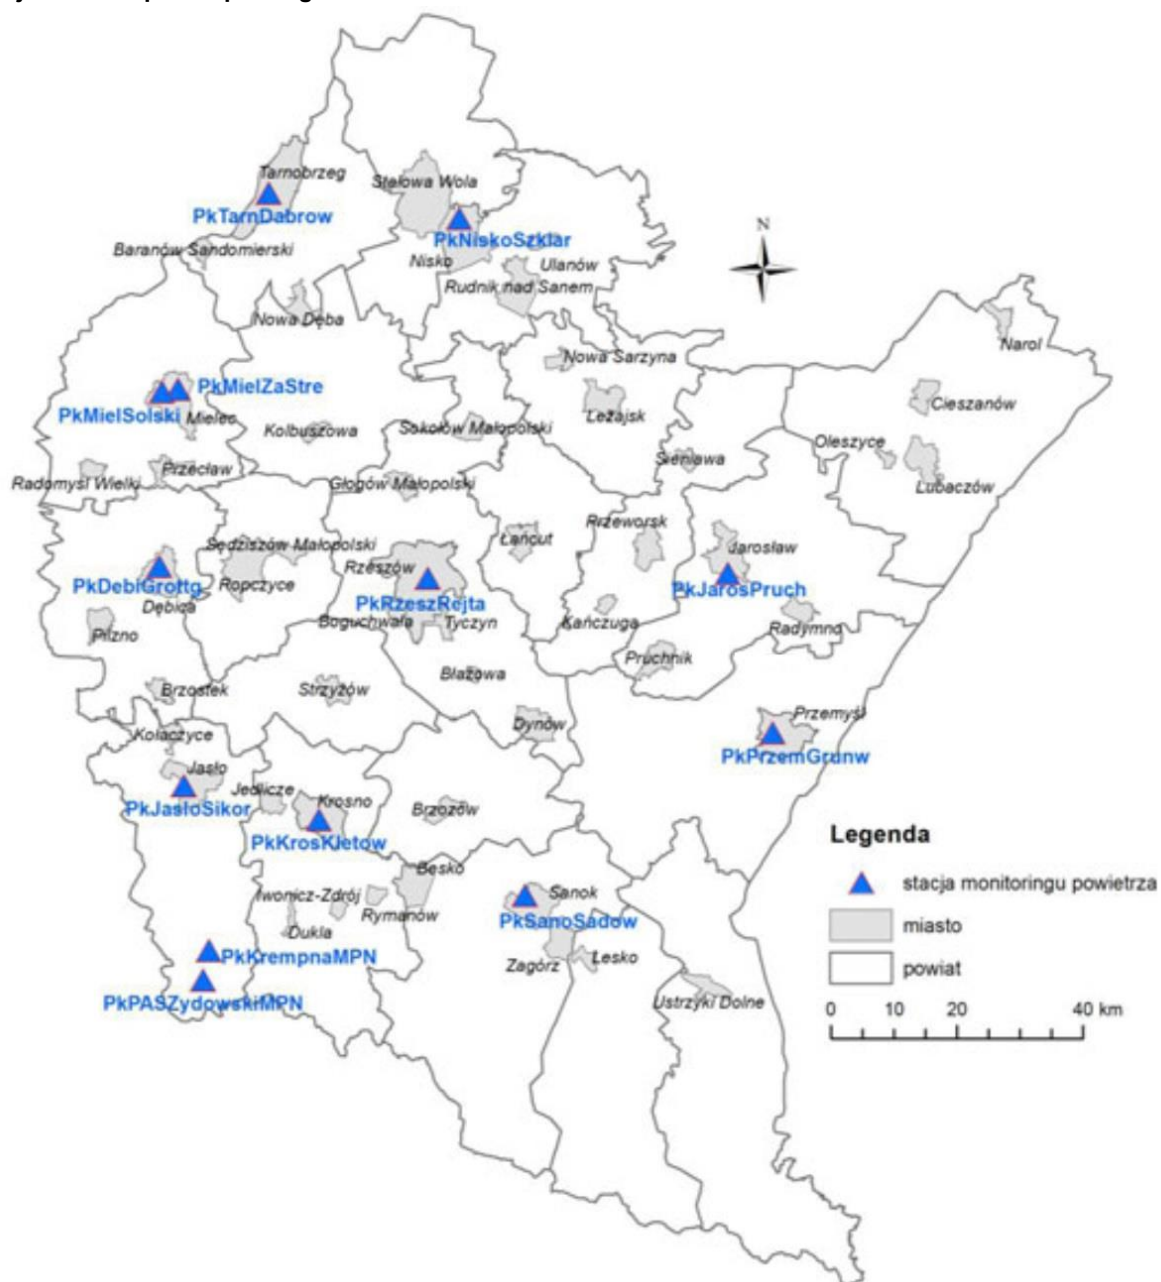 Tarnobrzeg
Stalowa Wola
PkTarnDabrow
PkNiskoSzklar
N
Baranów Sandomierski
Nisko
Ulanów
Rudnik nad Sanem
Nowa Dęba
Narol
Nowa Sarzyna
PkMielZaStre
PkMielSolski
Mielec
Leżajsk
Cieszanów
Kolbuszowa
Sokołów Małopolski
Oleszyce
Sieniawa
Radomyśl Wielki
Przecław
Głogów Małopolski
Lubaczów
Przeworsk
Łańcut
Jarosław
Sędziszów Małopolski
Rzeszów
PkDebiGrottg
Ropczyce
PkJarosPruch
PkRzeszRejta
Dębica
Pilzno
Boguchwała
Tyczyn
Kańczuga
Radymno
Pruchnik
Błażowa
Brzostek
Strzyżów
Przemyśl
Dynów
Kołaczyce
PkPrzemGrunw
Jasło
Jedlicze
Krosno
PkJasłoSikor
Brzozów
PkKrosKletow
Legenda
Besko
stacja monitoringu powietrza
Iwonicz-Zdrój
Sanok
Rymanów
PkSanoSadow
miasto
Dukla
PkKrempnaMPN
Zagórz
Lesko
powiat
PkPASZydowskiMPN
Ustrzyki Dolne
0 10 20 40 km